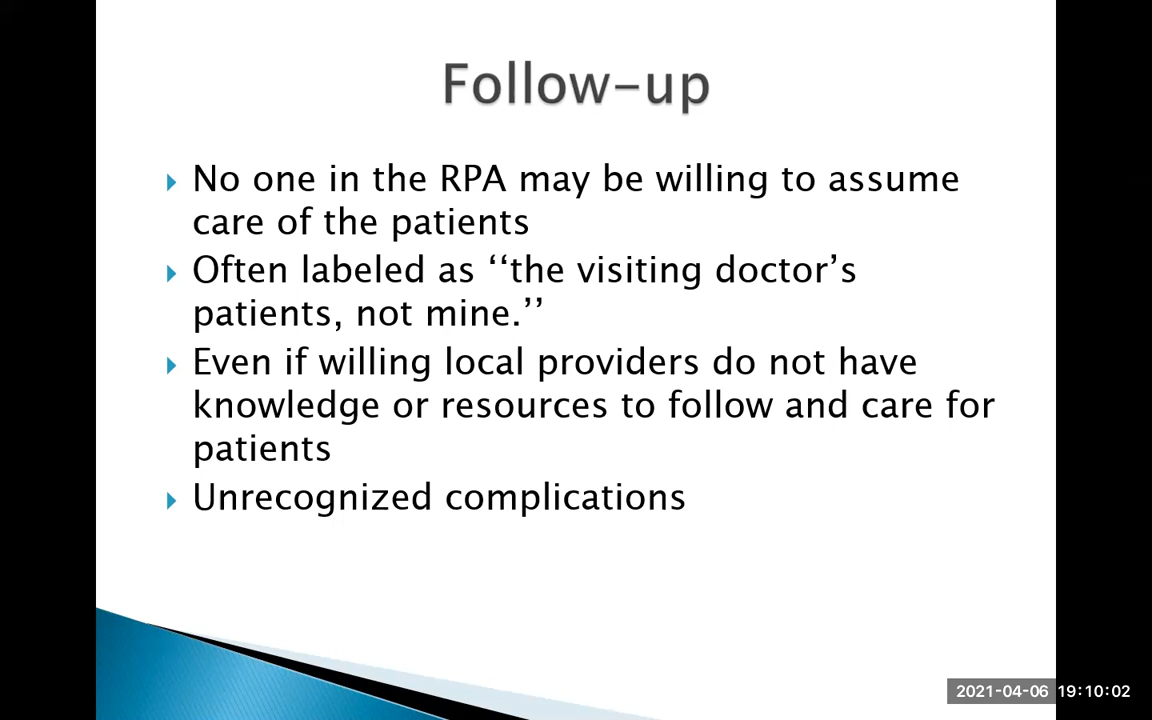 Follow-up
No one in the RPA may be willing to assume
care of the patients
Often labeled as ‘‘the visiting doctor’s
patients, not mine.’’
Even if willing local providers do not have
knowledge or resources to follow and care for
patients
Unrecognized complications
2021-04-06 19:10:02